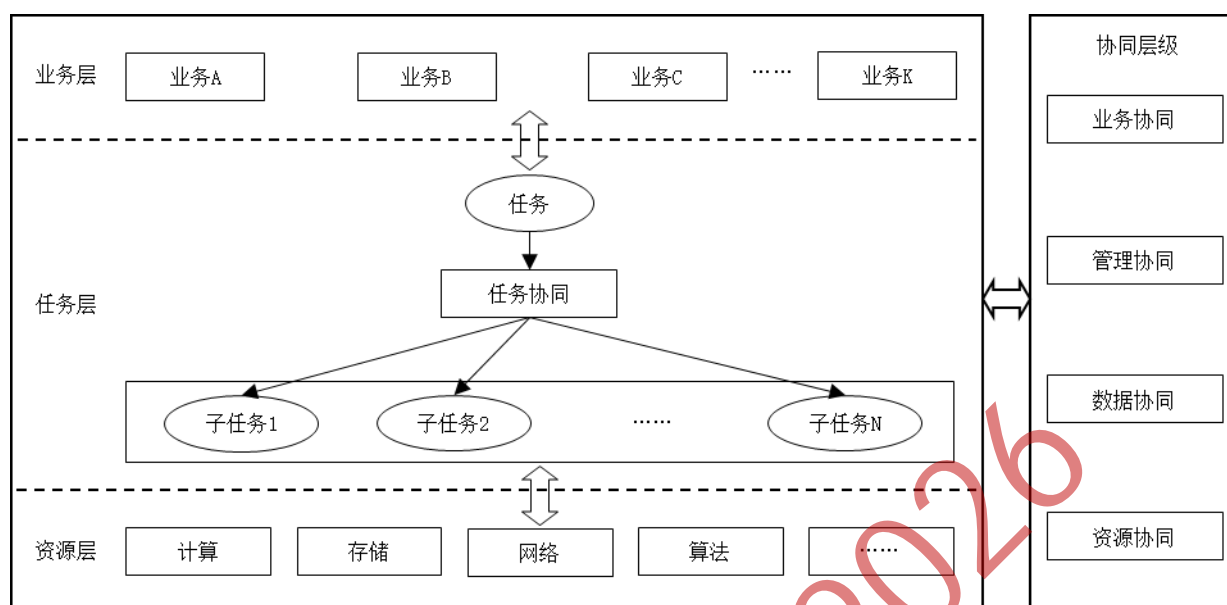 协同层级
业务层 业务A 业务B 业务C …… 业务K
业务协同
任务
管理协同
任务层 任务协同
数据协同
子任务1 子任务2 …… 子任务N
资源层 计算 存储 网络 算法 ……
资源协同
026